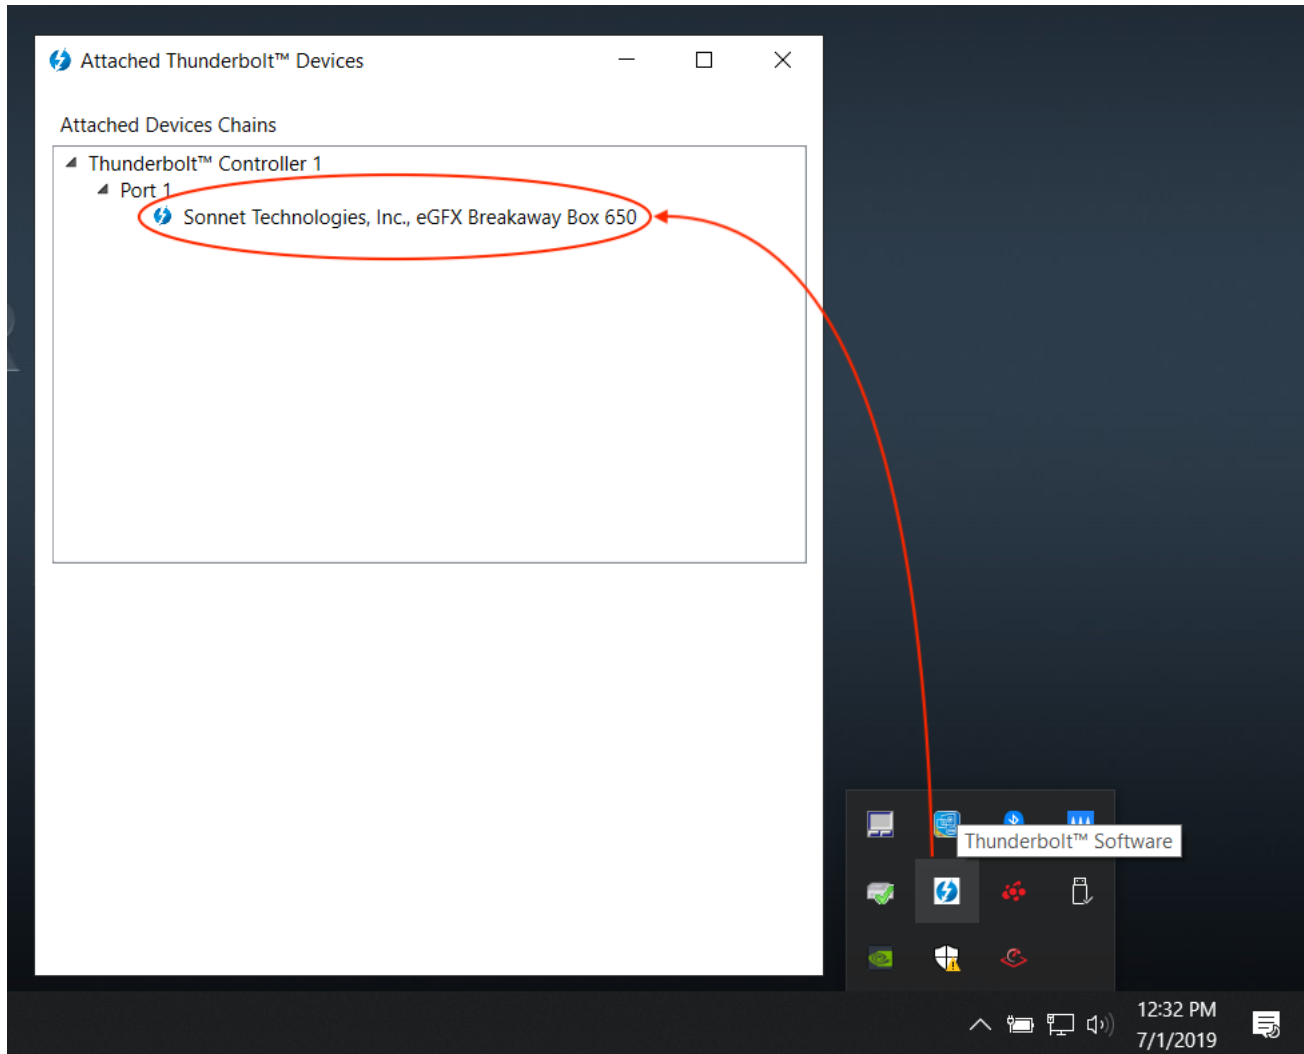 Attached Thunderbolt™ Devices
Attached Devices Chains
Thunderbolt™ Controller 1
Port 1
Sonnet Technologies, Inc., eGFX Breakaway Box 650
Thunderbolt™ Software
12:32 PM
7/1/2019